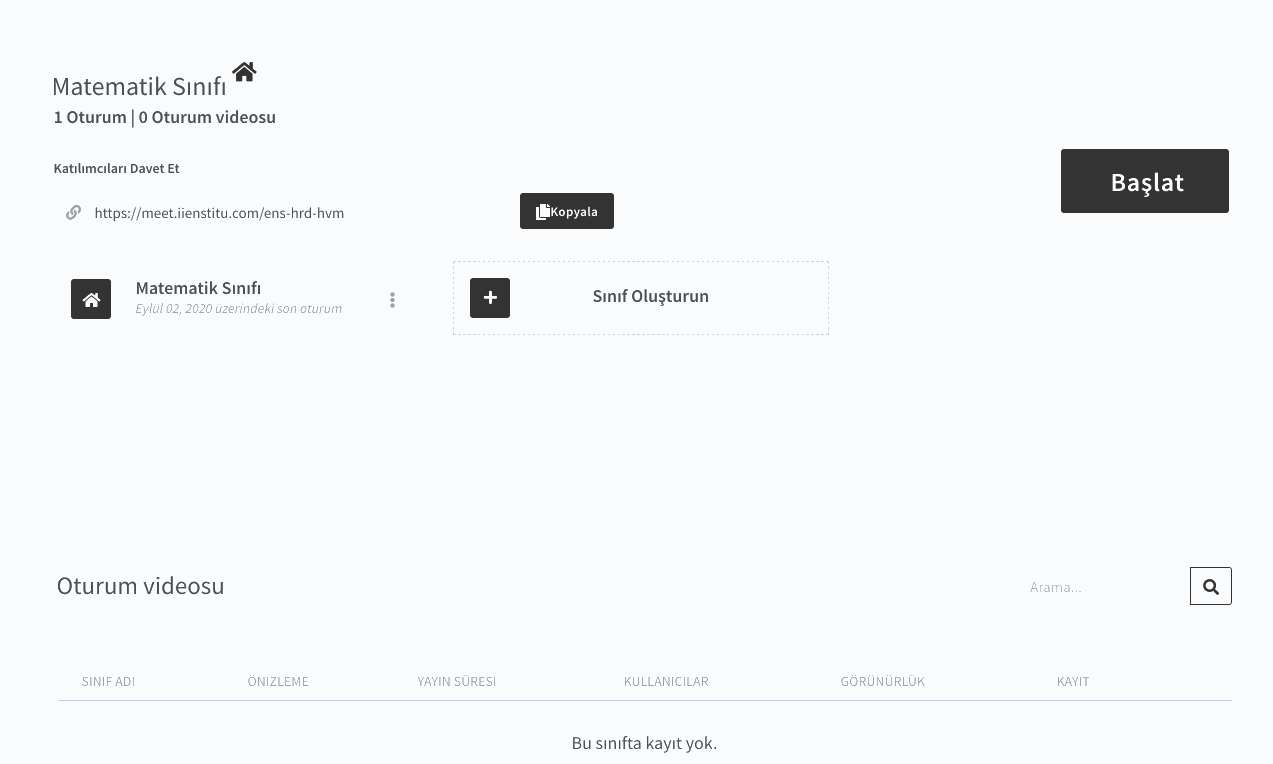 Matematik Sınıfı
1 Oturum | 0 Oturum videosu
Katılımcıları Davet Et
Başlat
https://meet.iienstitu.com/ens-hrd-hvm
Kopyala
Matematik Sınıfı
Eylül 02, 2020 üzerindeki son oturum
Sınıf Oluşturun
Oturum videosu
Arama...
SINIF ADI ÖNIZLEME YAYIN SÜRESI KULLANICILAR GÖRÜNÜRLÜK KAYIT
Bu sınıfta kayıt yok.